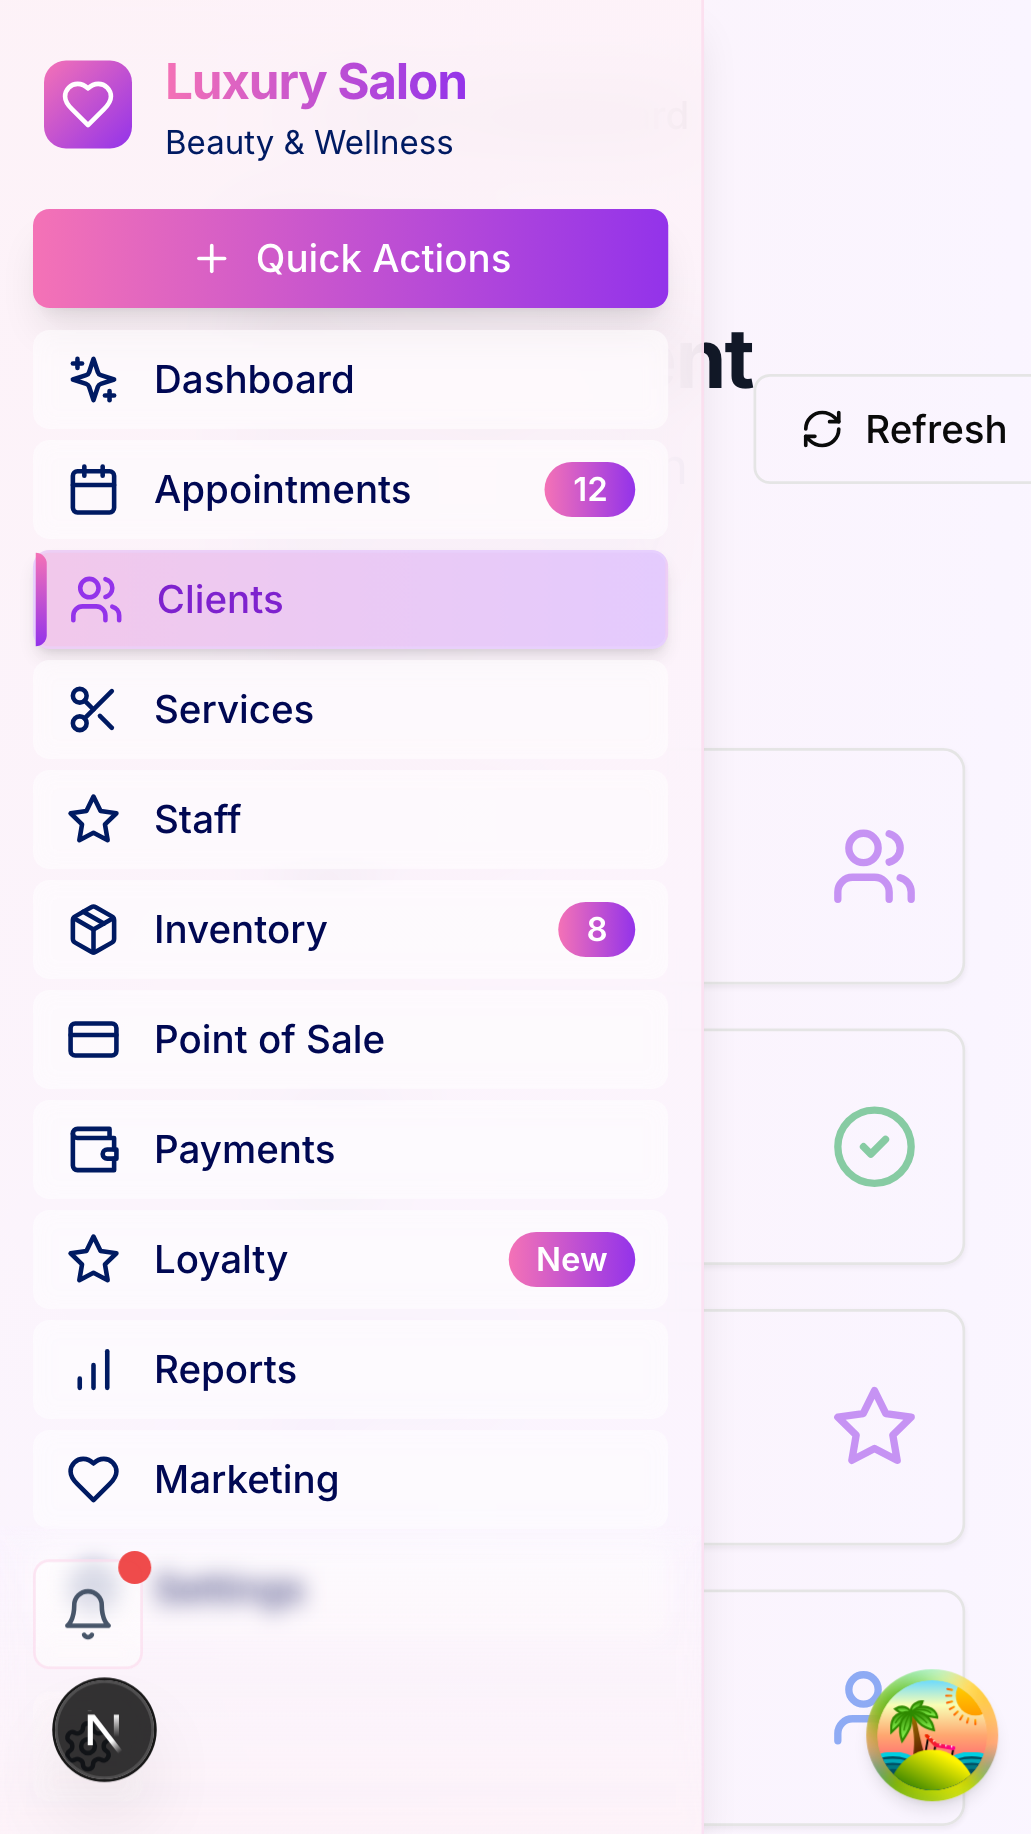 Luxury Salon
Beauty & Wellness
Quick Actions
Dashboard
nt
Refresh
Appointments
12
Clients
Services
Staff
Inventory
8
Point of Sale
Payments
Loyalty
New
Reports
Marketing
Settings
N